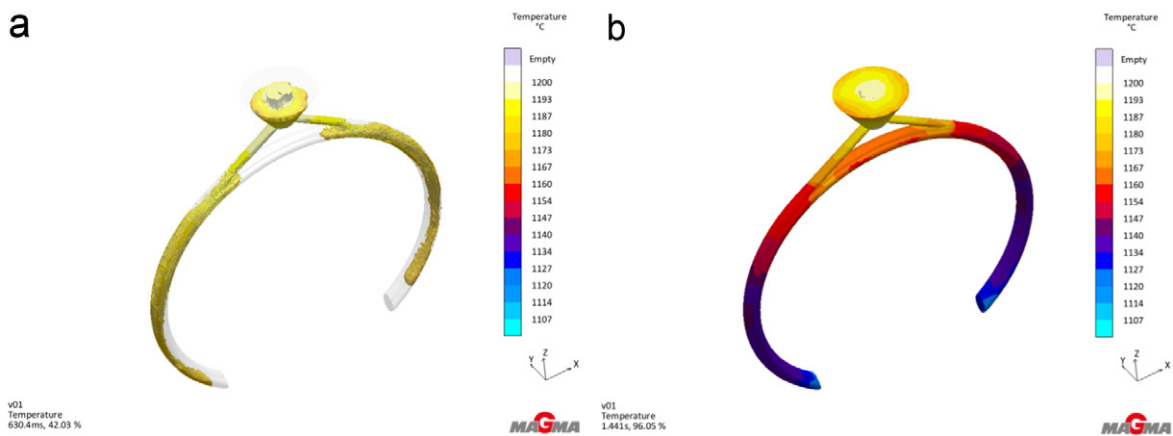 a
Temperature
°C
Empty
1200
1193
1187
1180
1173
1167
1160
1153
1147
1140
1134
1127
1120
1114
1107
Z
Y
X
v01
Temperature
630.4ms, 42.03 %
MAGMA
b
Temperature
°C
Empty
1200
1193
1187
1180
1173
1167
1160
1153
1147
1140
1134
1127
1120
1114
1107
Z
Y
X
v01
Temperature
1.441s, 96.05 %
MAGMA